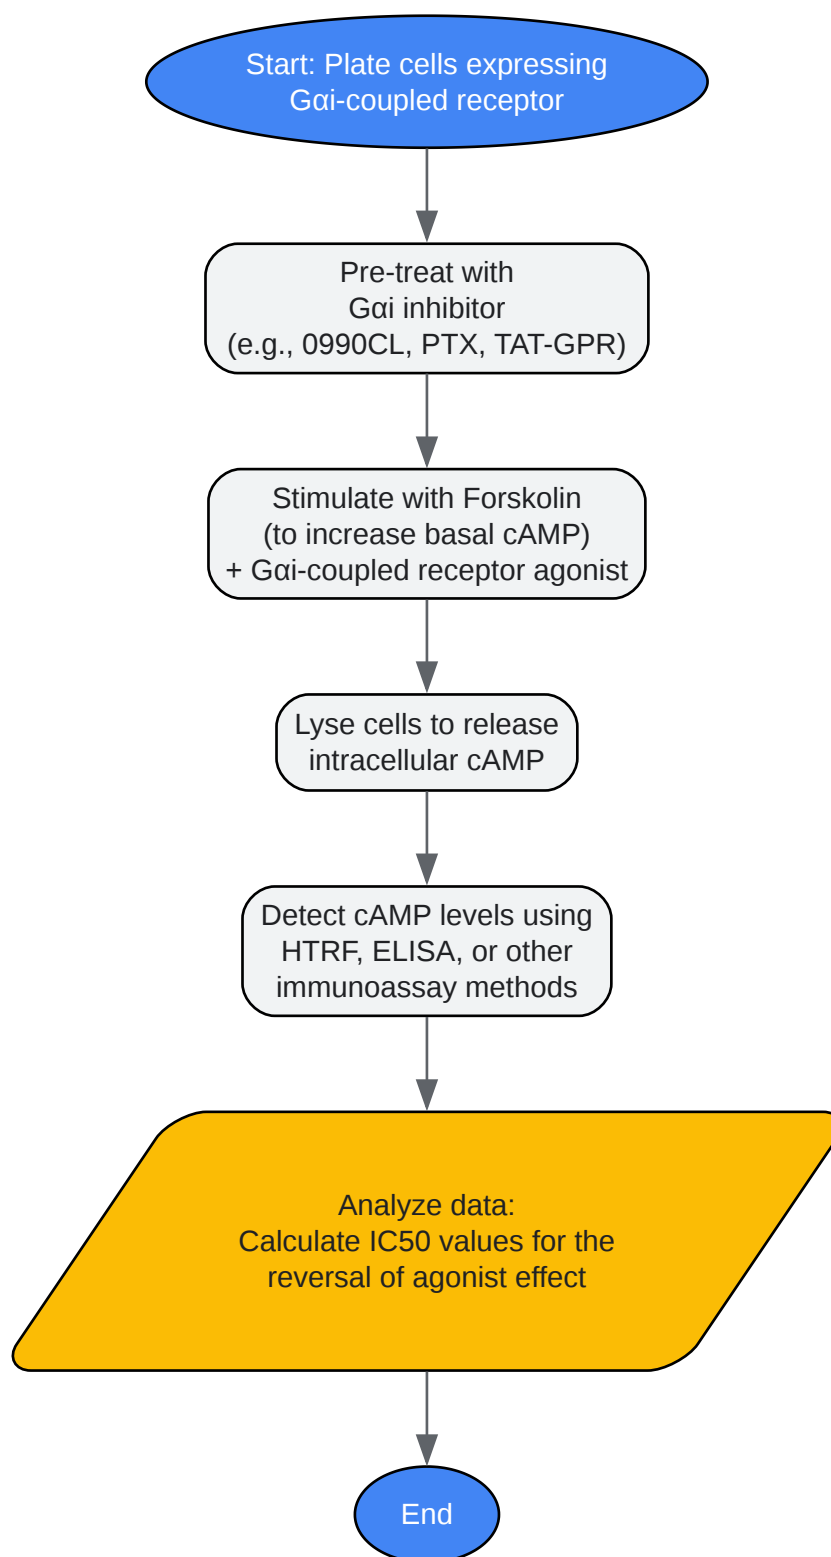 Start: Plate cells expressing
Gαi-coupled receptor
Pre-treat with
Gαi inhibitor
(e.g., 0990CL, PTX, TAT-GPR)
Stimulate with Forskolin
(to increase basal cAMP)
+ Gαi-coupled receptor agonist
Lyse cells to release
intracellular cAMP
Detect cAMP levels using
HTRF, ELISA, or other
immunoassay methods
Analyze data:
Calculate IC50 values for the
reversal of agonist effect
End